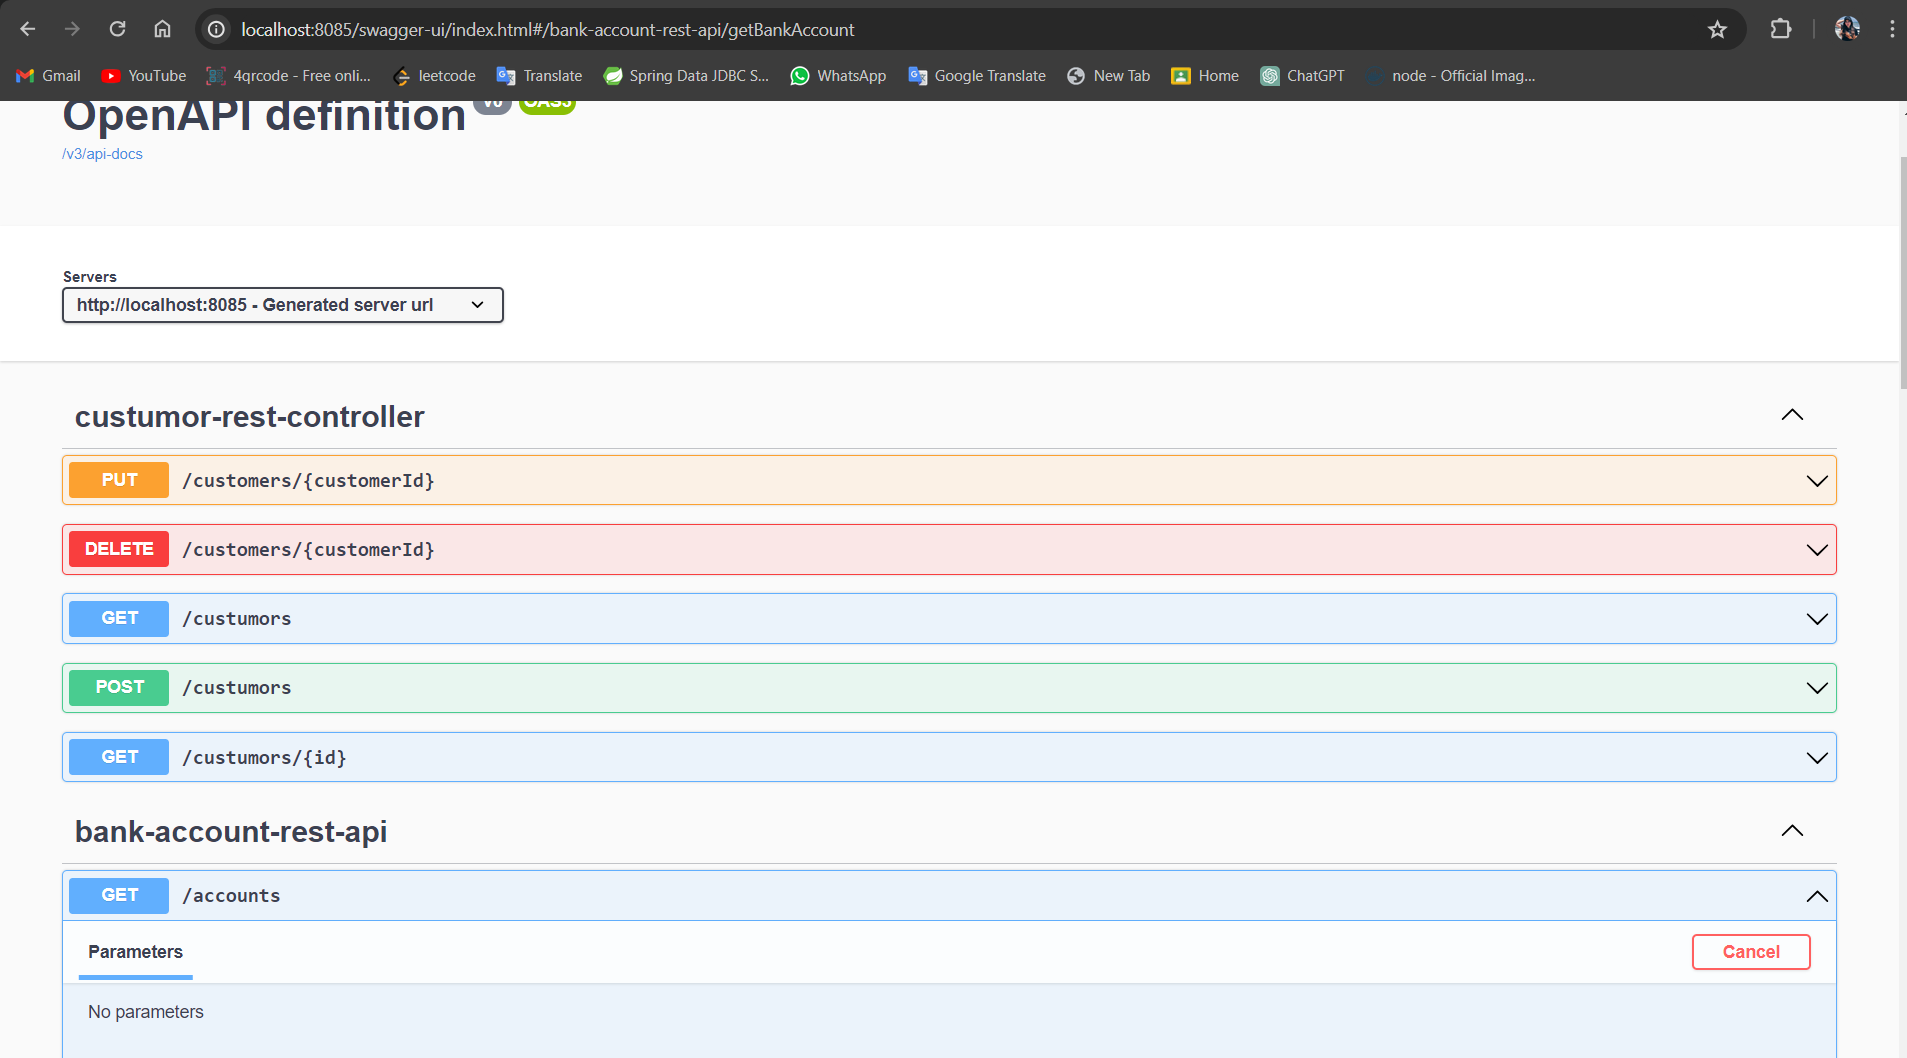 localhost:8085/swagger-ui/index.html#/bank-account-rest-api/getBankAccount
Gmail YouTube 4qrcode - Free onli... leetcode Translate Spring Data JDBC S... WhatsApp Google Translate New Tab Home ChatGPT node - Official Imag...
OpenAPI definition v0 OAS3
/v3/api-docs
Servers
http://localhost:8085 - Generated server url
custumor-rest-controller
PUT /customers/{customerId}
DELETE /customers/{customerId}
GET /custumors
POST /custumors
GET /custumors/{id}
bank-account-rest-api
GET /accounts
Parameters Cancel
No parameters